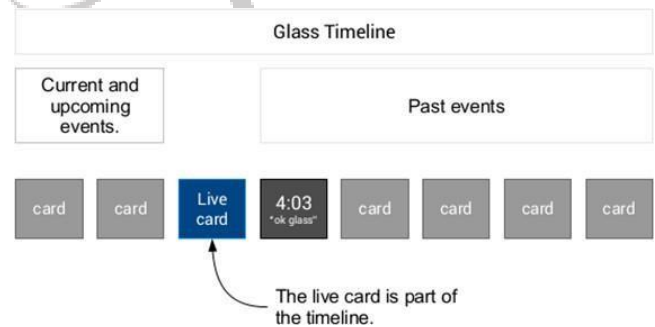 Glass Timeline
Current and
upcoming
events.
Past events
card
card
Live
card
4:03
"ok glass"
card
card
card
card
The live card is part of
the timeline.